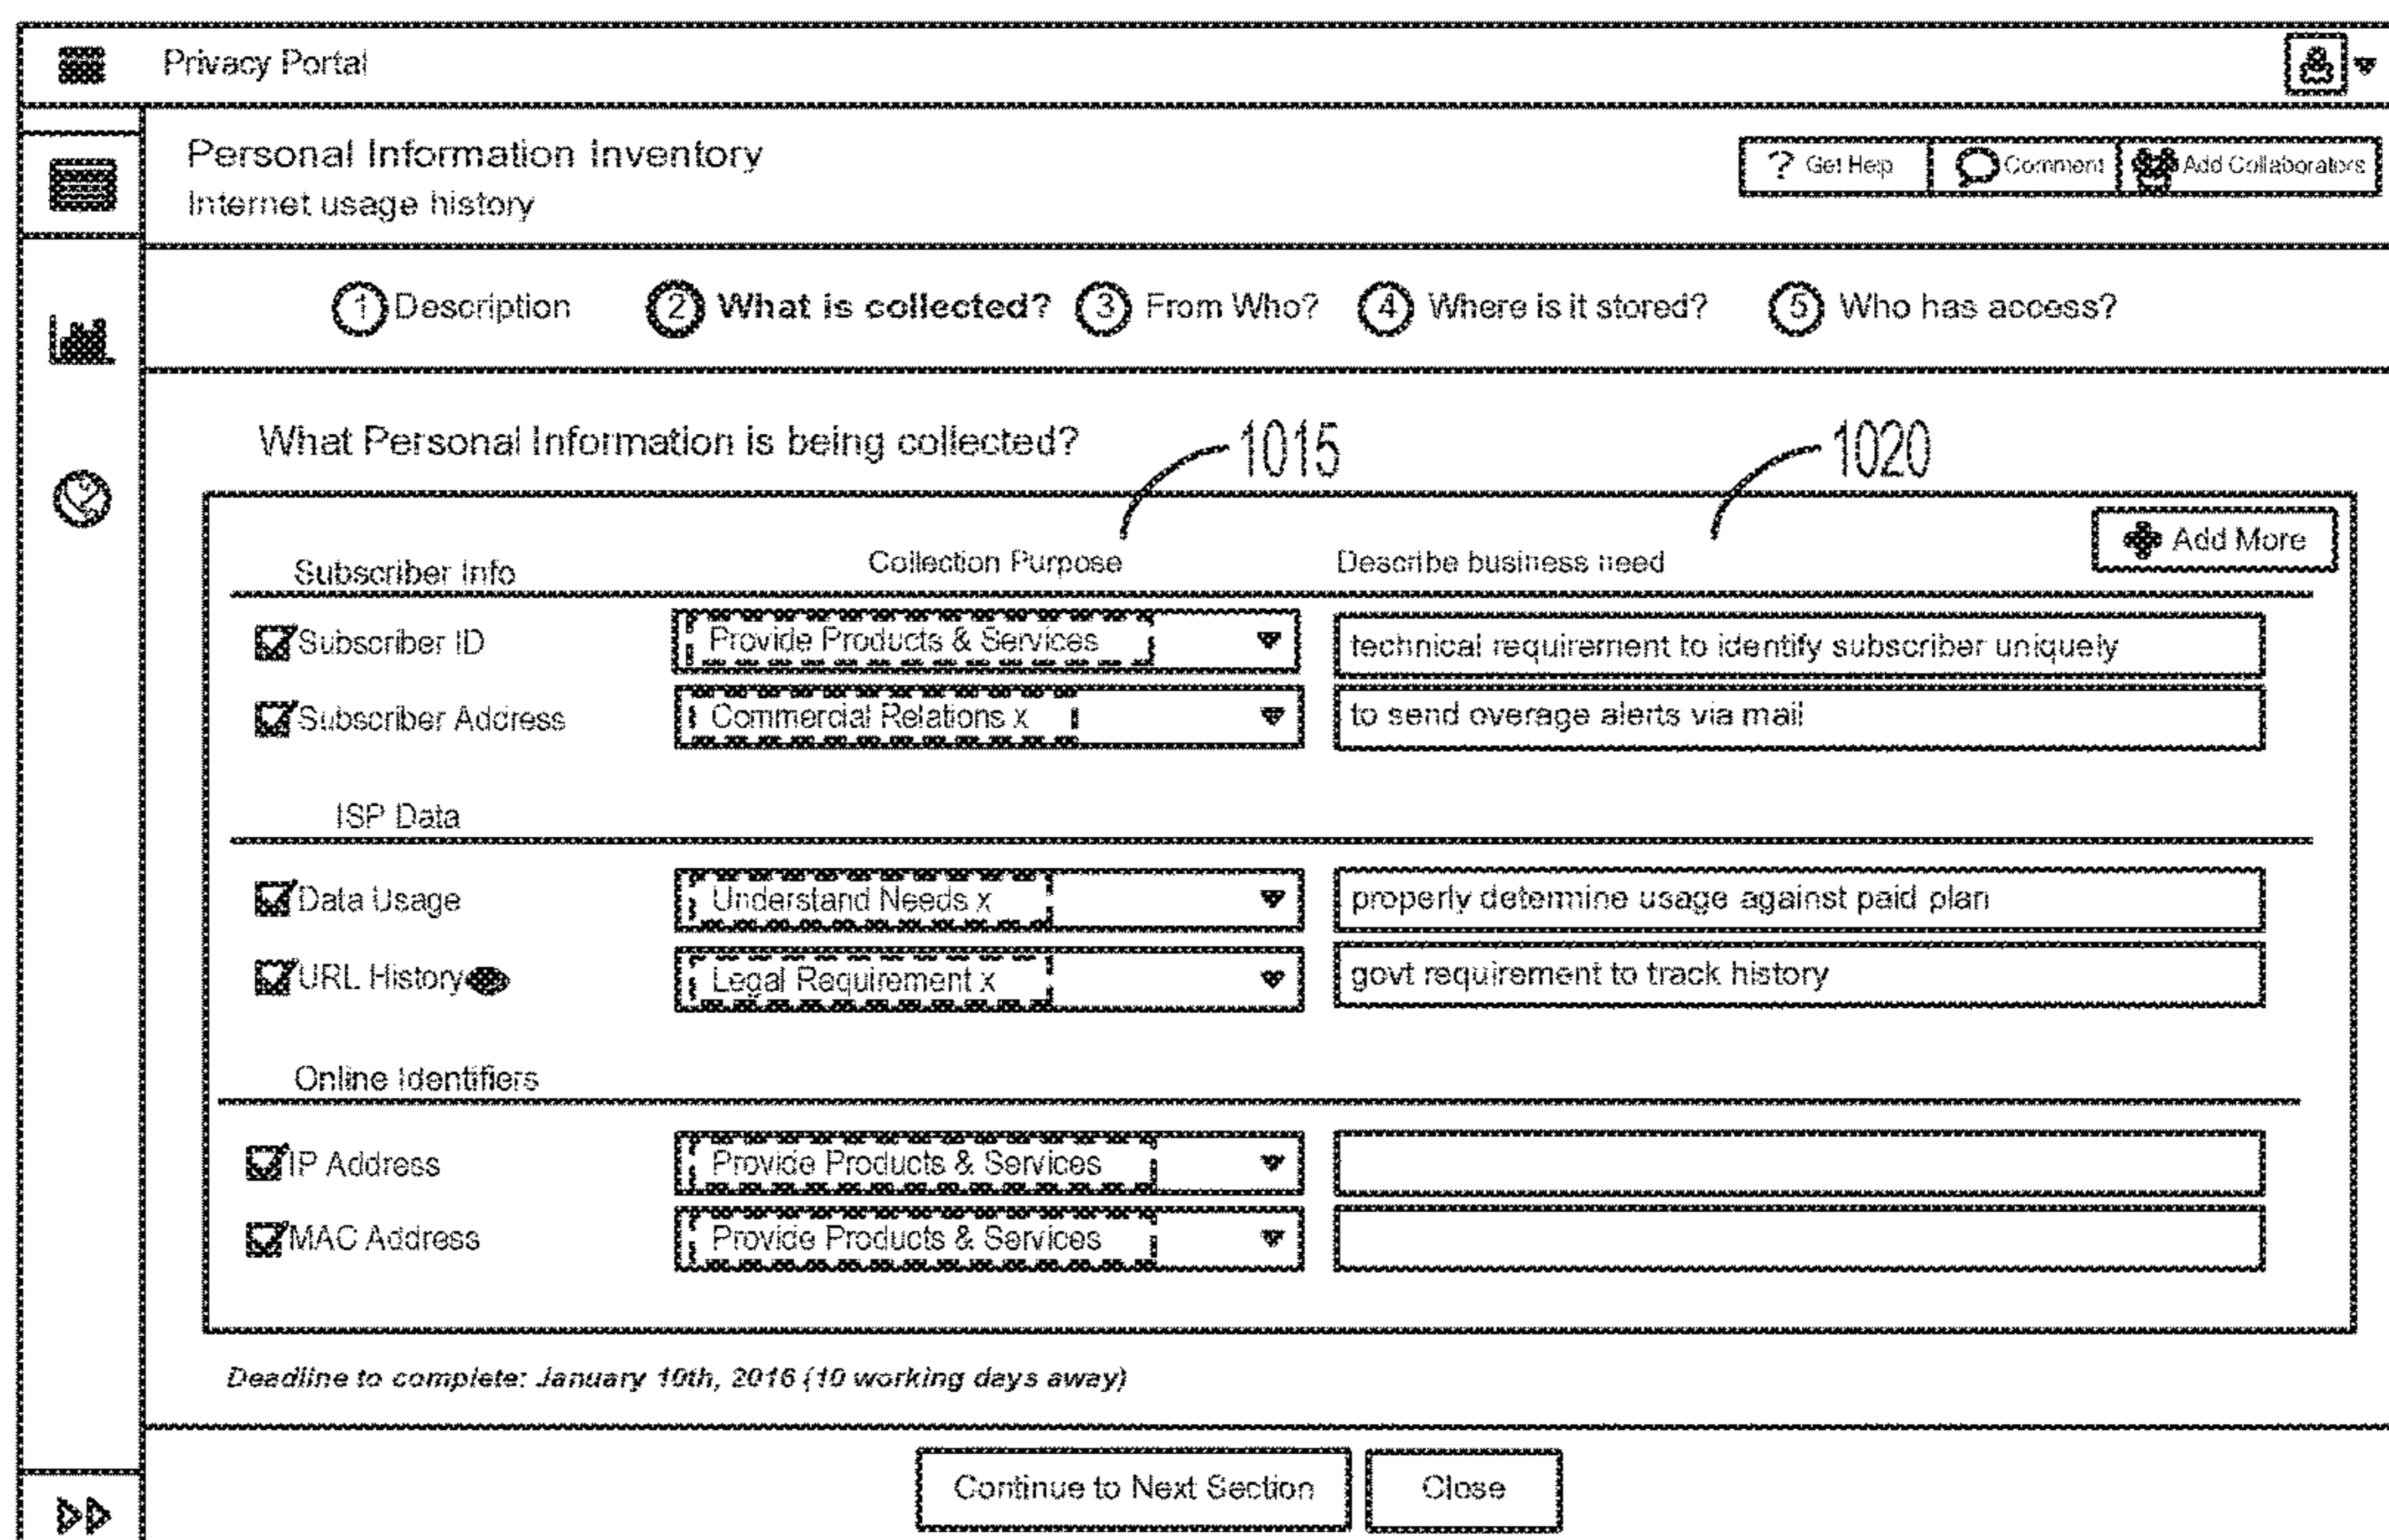 Privacy Portal
Personal Information Inventory
Internet usage history
? Get Help Comment Add Collaborators
1 Description 2 What is collected? 3 From Who? 4 Where is it stored? 5 Who has access?
What Personal Information is being collected? 1015 1020
Add More
Subscriber Info Collection Purpose Describe business need
Subscriber ID Provide Products & Services technical requirement to identify subscriber uniquely
Subscriber Address Commercial Relations x to send overage alerts via mail
ISP Data
Data Usage Understand Needs x properly determine usage against paid plan
URL History Legal Requirement x govt requirement to track history
Online Identifiers
IP Address Provide Products & Services
MAC Address Provide Products & Services
Deadline to complete: January 10th, 2016 (10 working days away)
Continue to Next Section Close